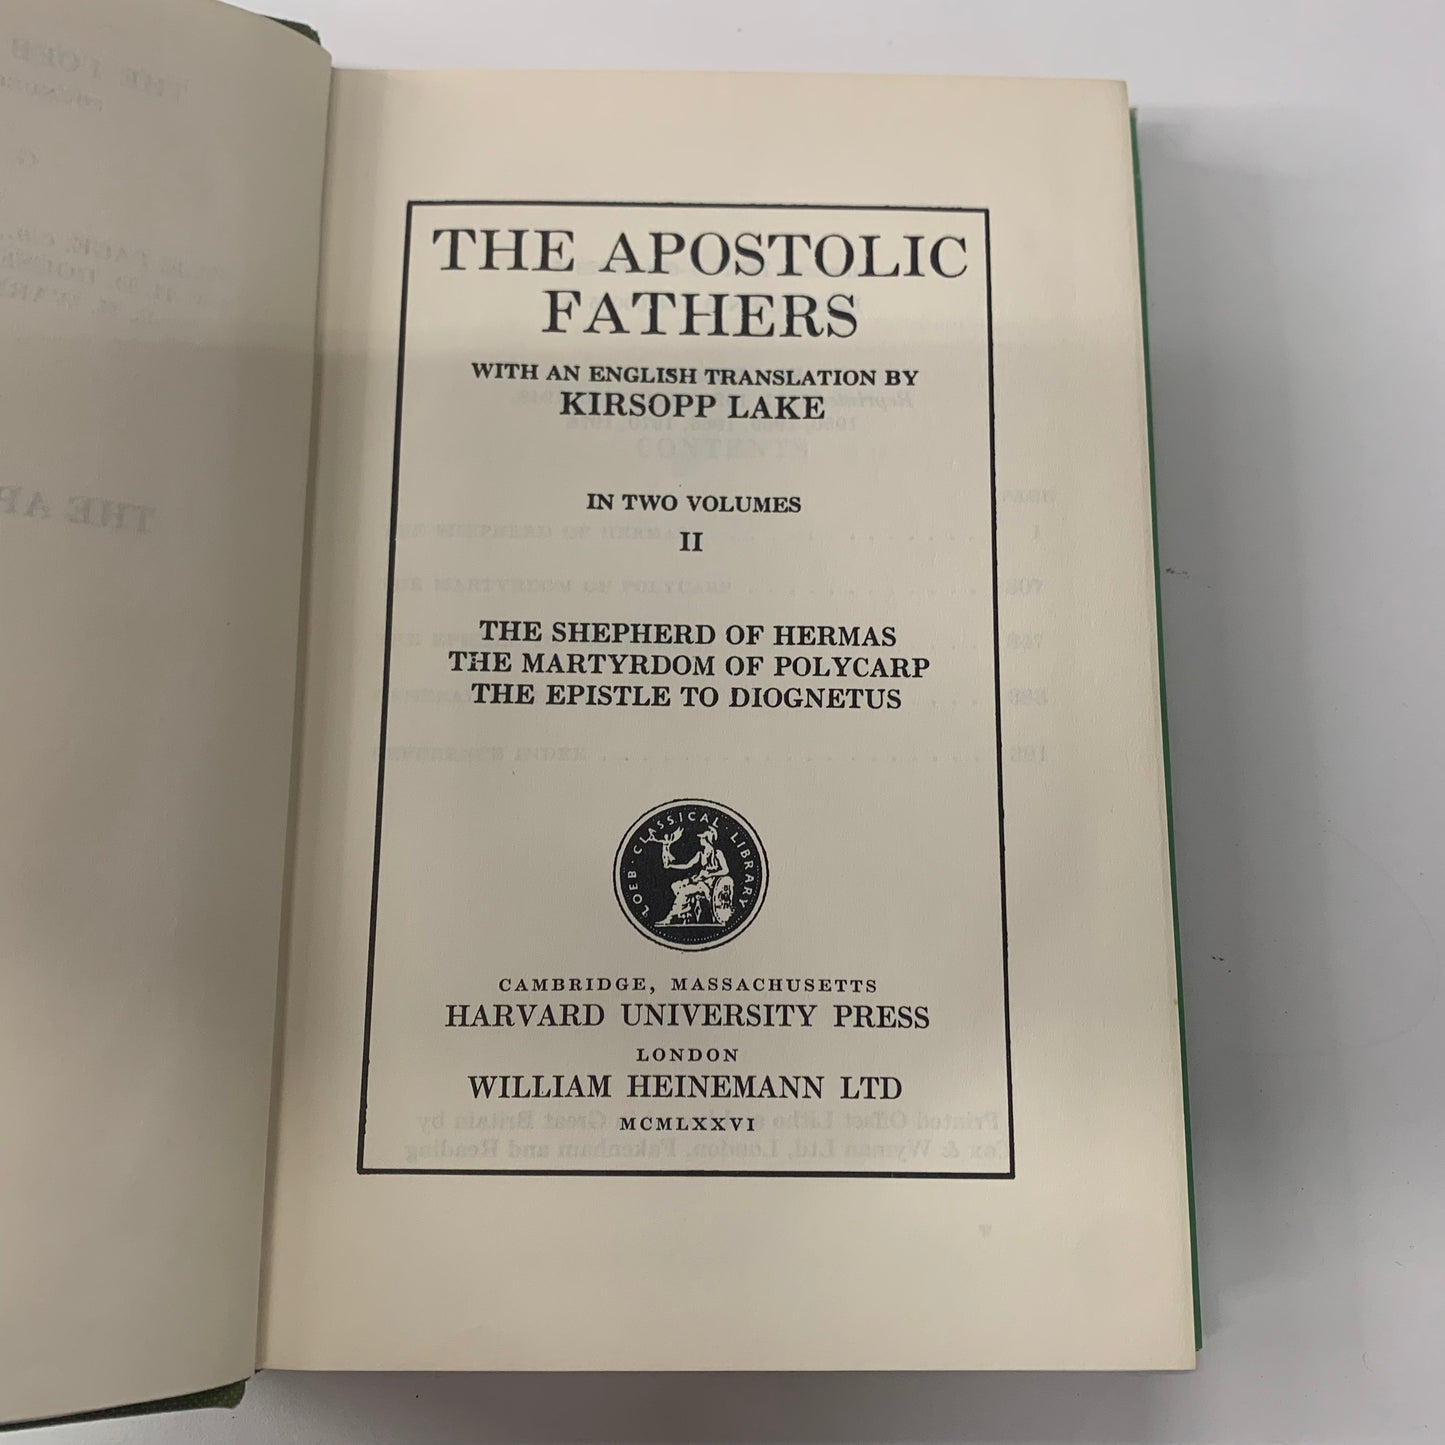 THE APOSTOLIC
FATHERS
WITH AN ENGLISH TRANSLATION BY
KIRSOPP LAKE
IN TWO VOLUMES
II
THE SHEPHERD OF HERMAS
THE MARTYRDOM OF POLYCARP
THE EPISTLE TO DIOGNETUS
LOEB · CLASSICAL · LIBRARY
CAMBRIDGE, MASSACHUSETTS
HARVARD UNIVERSITY PRESS
LONDON
WILLIAM HEINEMANN LTD
MCMLXXVI